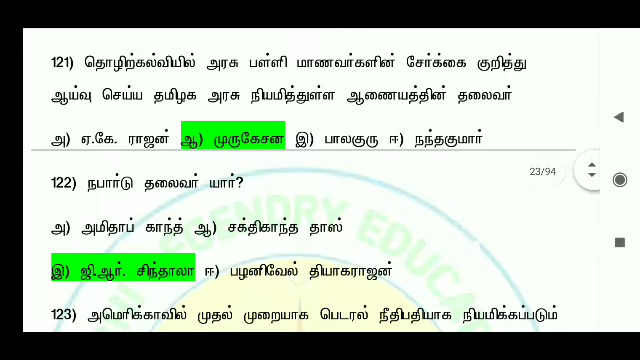 121) தொழிற்கல்வியில் அரசு பள்ளி மாணவர்களின் சேர்க்கை குறித்து
ஆய்வு செய்ய தமிழக அரசு நியமித்துள்ள ஆணையத்தின் தலைவர்
அ) ஏ.கே. ராஜன் ஆ) முருகேசன இ) பாலகுரு ஈ) நந்தகுமார்
23/94
122) நபார்டு தலைவர் யார்?
அ) அமிதாப் காந்த் ஆ) சக்திகாந்த தாஸ்
இ) ஜி.ஆர். சிந்தாலா ஈ) பழனிவேல் தியாகராஜன்
123) அமெரிக்காவில் முதல் முறையாக பெடரல் நீதிபதியாக நியமிக்கப்படும்